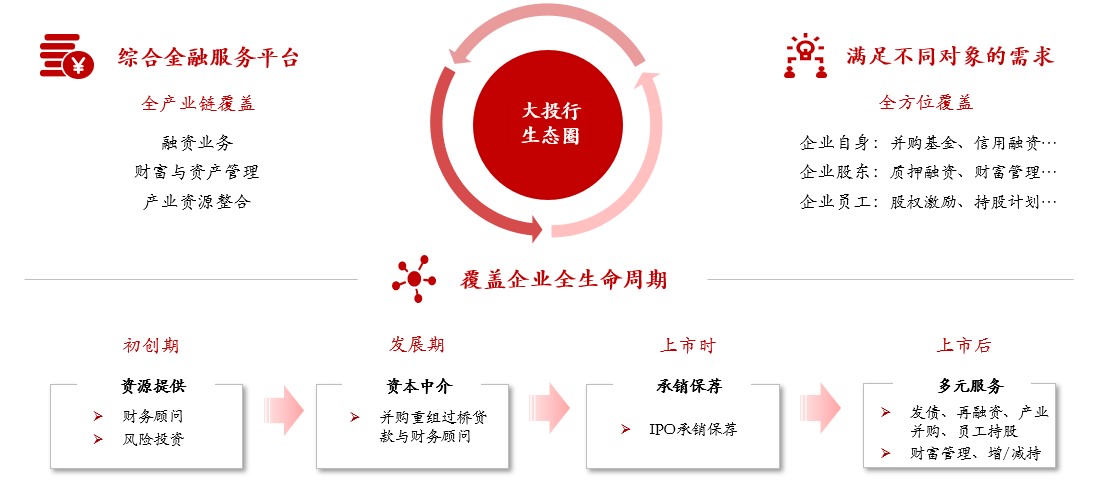 综合金融服务平台
全产业链覆盖
融资业务
财富与资产管理
产业资源整合
大投行
生态圈
满足不同对象的需求
全方位覆盖
企业自身：并购基金、信用融资…
企业股东：质押融资、财富管理…
企业员工：股权激励、持股计划…
覆盖企业全生命周期
初创期
资源提供
财务顾问
风险投资
发展期
资本中介
并购重组过桥贷
款与财务顾问
上市时
承销保荐
IPO承销保荐
上市后
多元服务
发债、再融资、产业
并购、员工持股
财富管理、增/减持